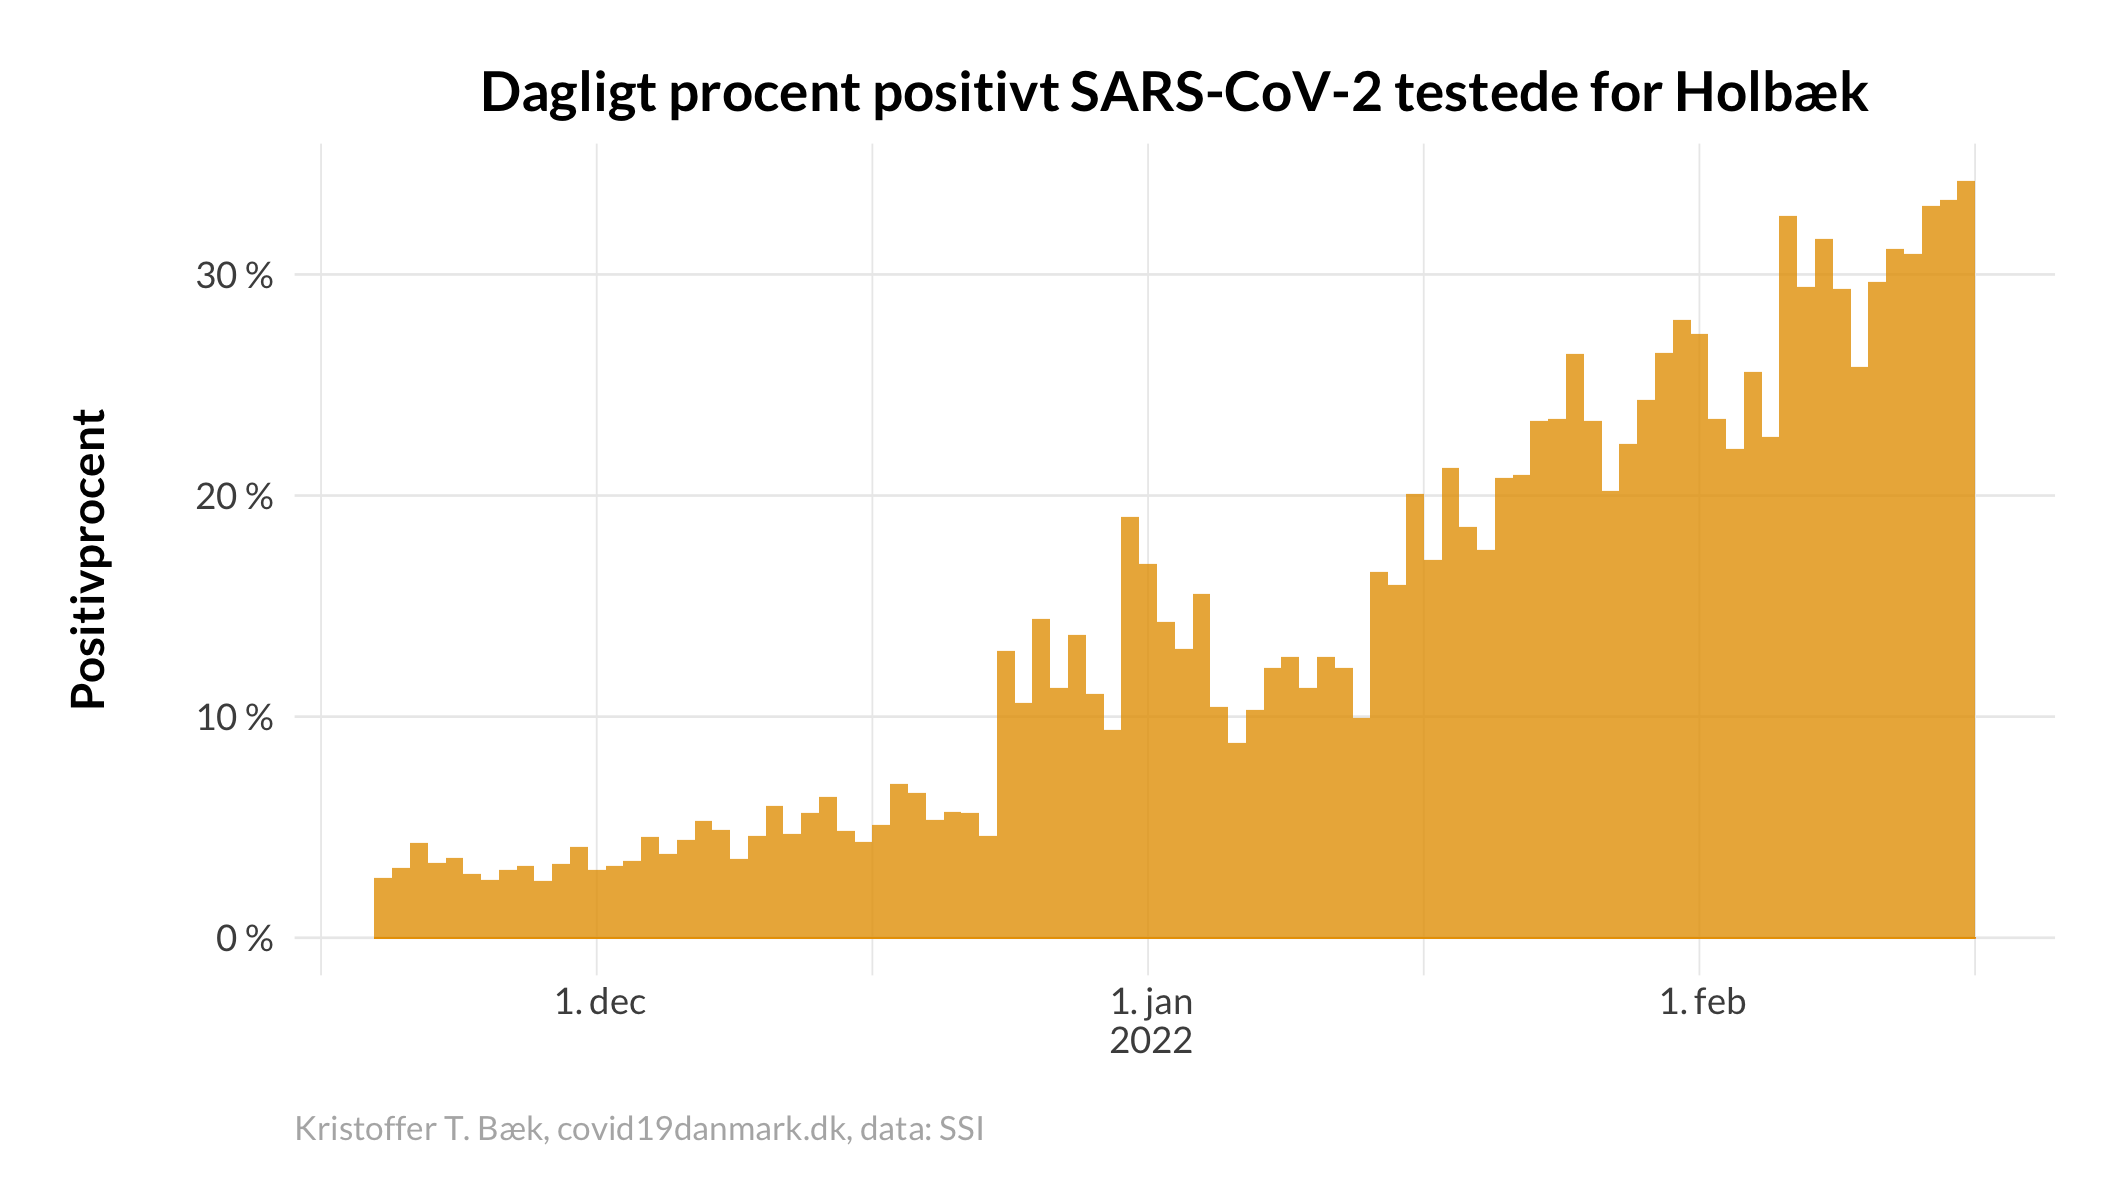 Dagligt procent positivt SARS-CoV-2 testede for Holbæk
Positivprocent
30 %
20 %
10 %
0 %
1. dec
1. jan
2022
1. feb
Kristoffer T. Bæk, covid19danmark.dk, data: SSI